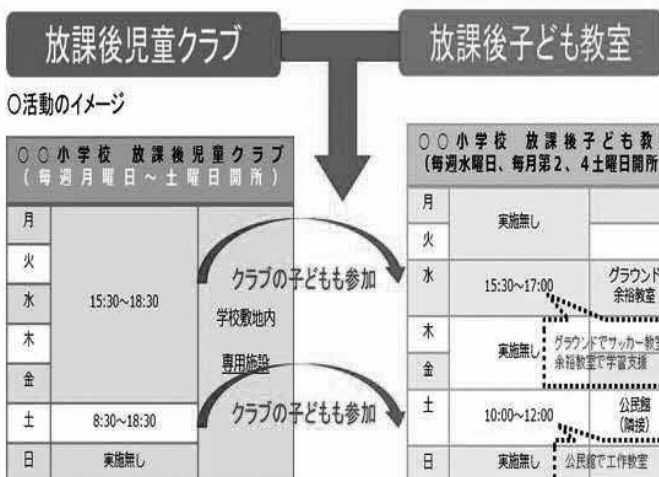 放課後児童クラブ
放課後子ども教室
○活動のイメージ
○○小学校 放課後児童クラブ
(毎週月曜日～土曜日開所)
月
火
水
木
金
土
日
15:30～18:30
8:30～18:30
実施無し
学校敷地内
専用施設
クラブの子どもも参加
クラブの子どもも参加
○○小学校 放課後子ども教
(毎週水曜日、毎月第2、4土曜日開所
月
火
水
木
金
土
日
実施無し
15:30～17:00
グラウンド
余裕教室
実施無し
グラウンドでサッカー教室
余裕教室で学習支援
10:00～12:00
公民館
(隣接)
実施無し
公民館で工作教室